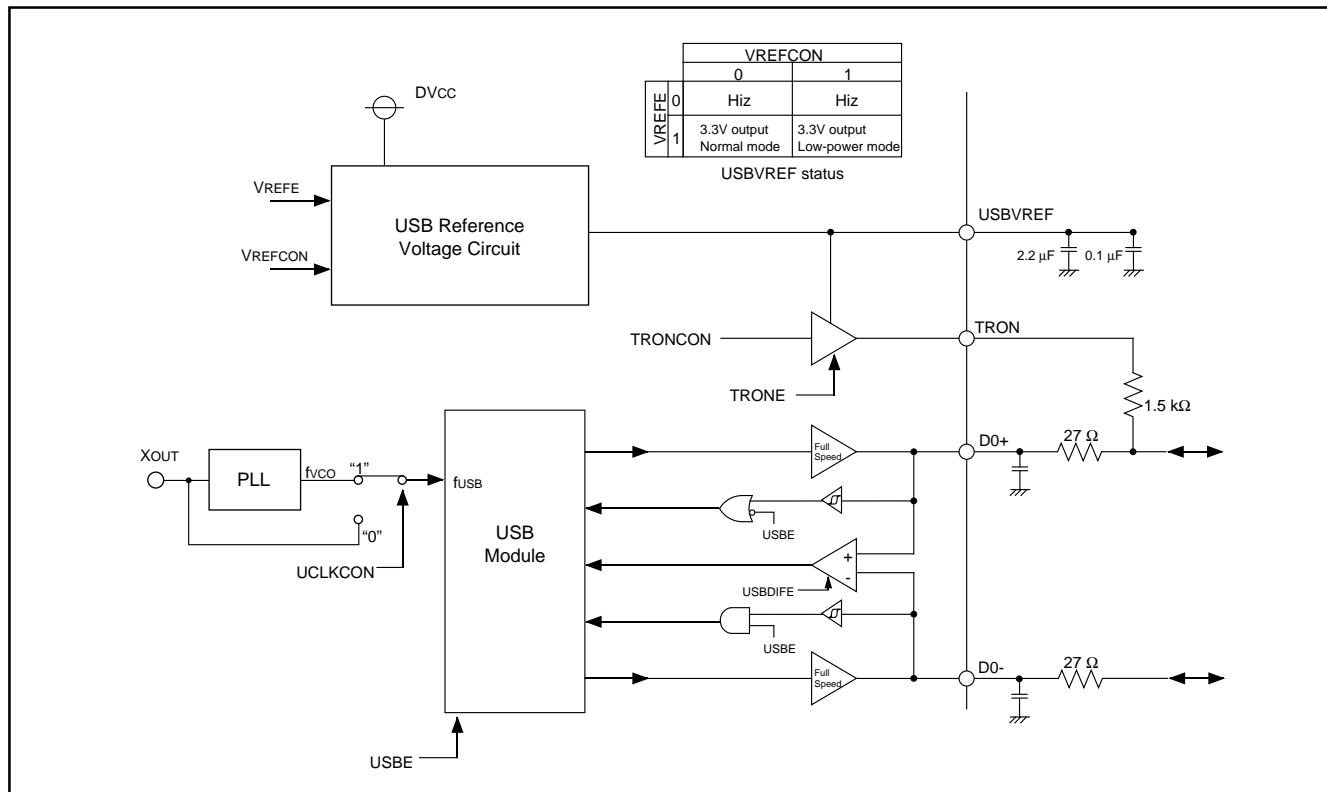 VREFCON
0 1
VREFE
0 Hiz Hiz
1 3.3V output Normal mode 3.3V output Low-power mode
USBVREF status
DVCC
VREFE
VREFCON
USB Reference
Voltage Circuit
USBVREF
2.2 µF 0.1 µF
TRONCON
TRON
TRONE
1.5 kΩ
XOUT
PLL
fVCO
"1"
"0"
UCLKCON
fUSB
USB
Module
USBE
Full
Speed
D0+
27 Ω
USBE
+
-
USBDIFE
USBE
Full
Speed
D0-
27 Ω